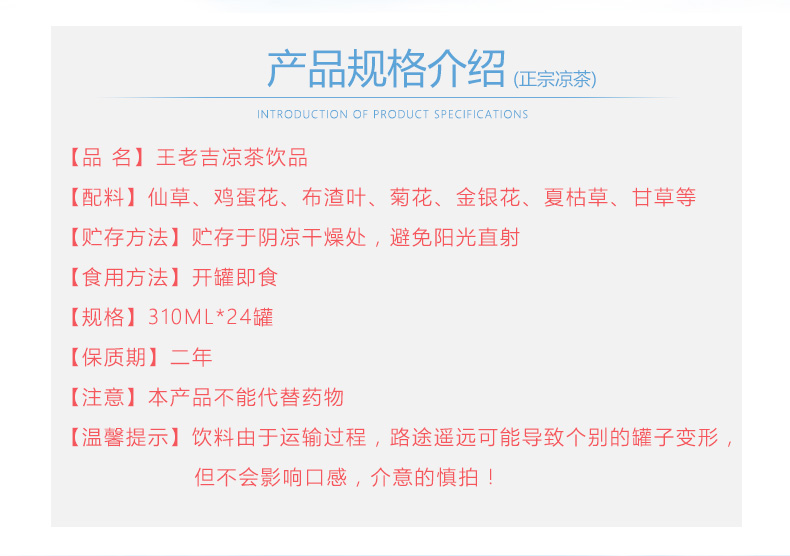 产品规格介绍 (正宗凉茶)
INTRODUCTION OF PRODUCT SPECIFICATIONS
【品 名】王老吉凉茶饮品
【配料】仙草、鸡蛋花、布渣叶、菊花、金银花、夏枯草、甘草等
【贮存方法】贮存于阴凉干燥处，避免阳光直射
【食用方法】开罐即食
【规格】310ML*24罐
【保质期】二年
【注意】本产品不能代替药物
【温馨提示】饮料由于运输过程，路途遥远可能导致个别的罐子变形，
但不会影响口感，介意的慎拍！